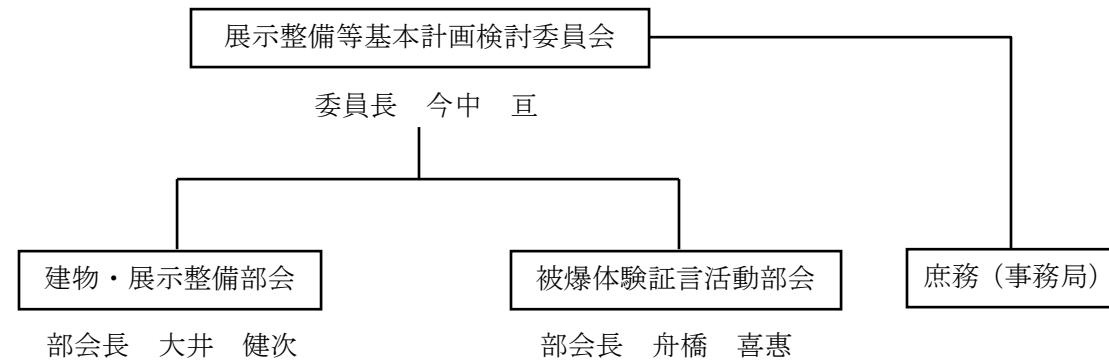 展示整備等基本計画検討委員会
委員長　今中　亘
建物・展示整備部会
部会長　大井　健次
被爆体験証言活動部会
部会長　舟橋　喜惠
庶務（事務局）